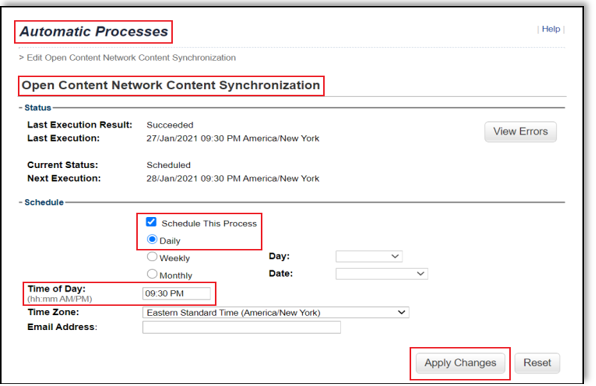 Automatic Processes
| Help |
> Edit Open Content Network Content Synchronization
Open Content Network Content Synchronization
- Status
Last Execution Result: Succeeded
Last Execution: 27/Jan/2021 09:30 PM America/New York
View Errors
Current Status: Scheduled
Next Execution: 28/Jan/2021 09:30 PM America/New York
- Schedule
Schedule This Process
Daily
Weekly Day:
Monthly Date:
Time of Day: 09:30 PM
(hh:mm AM/PM)
Time Zone: Eastern Standard Time (America/New York)
Email Address:
Apply Changes Reset